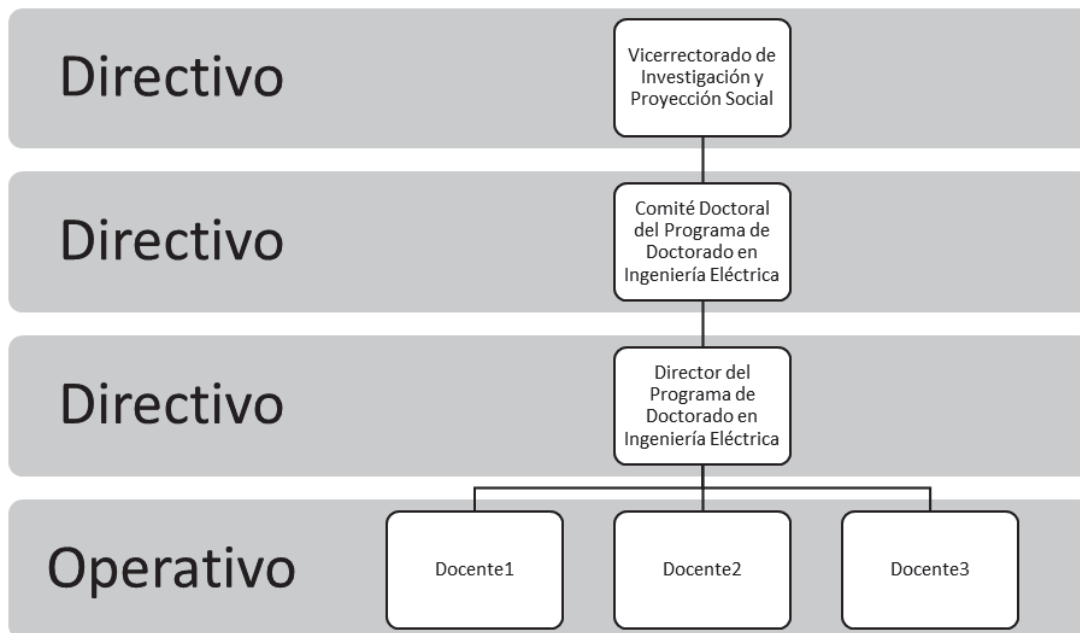 Directivo
Vicerrectorado de
Investigación y
Proyección Social
Directivo
Comité Doctoral
del Programa de
Doctorado en
Ingeniería Eléctrica
Directivo
Director del
Programa de
Doctorado en
Ingeniería Eléctrica
Operativo
Docente1
Docente2
Docente3